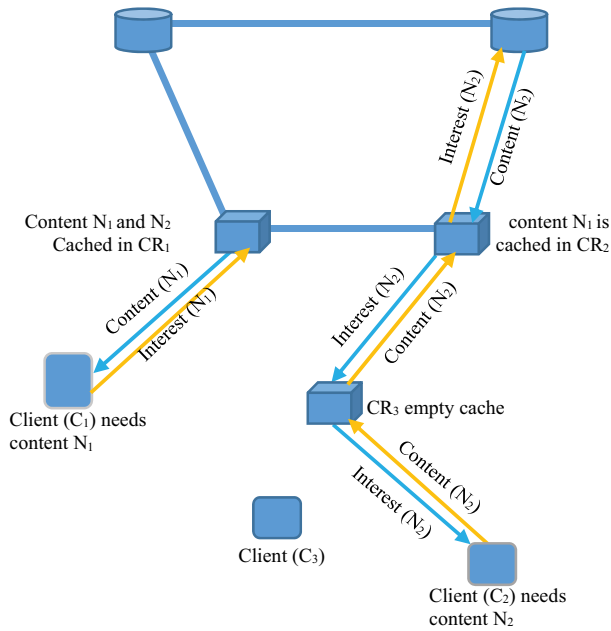 Interest (N₂)
Content (N₂)
Content N₁ and N₂
Cached in CR₁
content N₁ is
cached in CR₂
Content (N₁)
Interest (N₁)
Interest (N₂)
Content (N₂)
Client (C₁) needs
content N₁
CR₃ empty cache
Content (N₂)
Interest (N₂)
Client (C₃)
Client (C₂) needs
content N₂